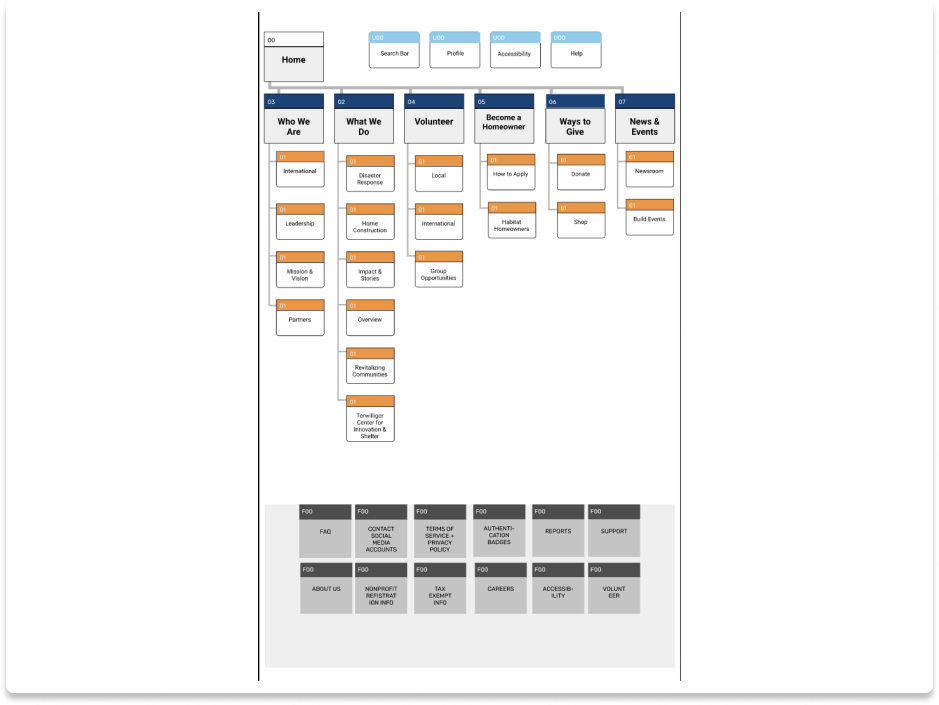 00
Home
U00
Search Bar
U00
Profile
U00
Accessibility
U00
Help
03
Who We
Are
02
What We
Do
04
Volunteer
05
Become a
Homeowner
06
Ways to
Give
07
News &
Events
01
International
01
Leadership
01
Mission &
Vision
01
Partners
01
Disaster
Response
01
Home
Construction
01
Impact &
Stories
01
Overview
01
Revitalizing
Communities
01
Terwilliger
Center for
Innovation &
Shelter
01
Local
01
International
01
Group
Opportunities
01
How to Apply
01
Habitat
Homeowners
01
Donate
01
Shop
01
Newsroom
01
Build Events
F00
FAQ
F00
CONTACT
SOCIAL
MEDIA
ACCOUNTS
F00
TERMS OF
SERVICE +
PRIVACY
POLICY
F00
AUTHENTI-
CATION
BADGES
F00
REPORTS
F00
SUPPORT
F00
ABOUT US
F00
NONPROFIT
REFISTRAT
ION INFO
F00
TAX
EXEMPT
INFO
F00
CAREERS
F00
ACCESSIB-
ILITY
F00
VOLUNT
EER